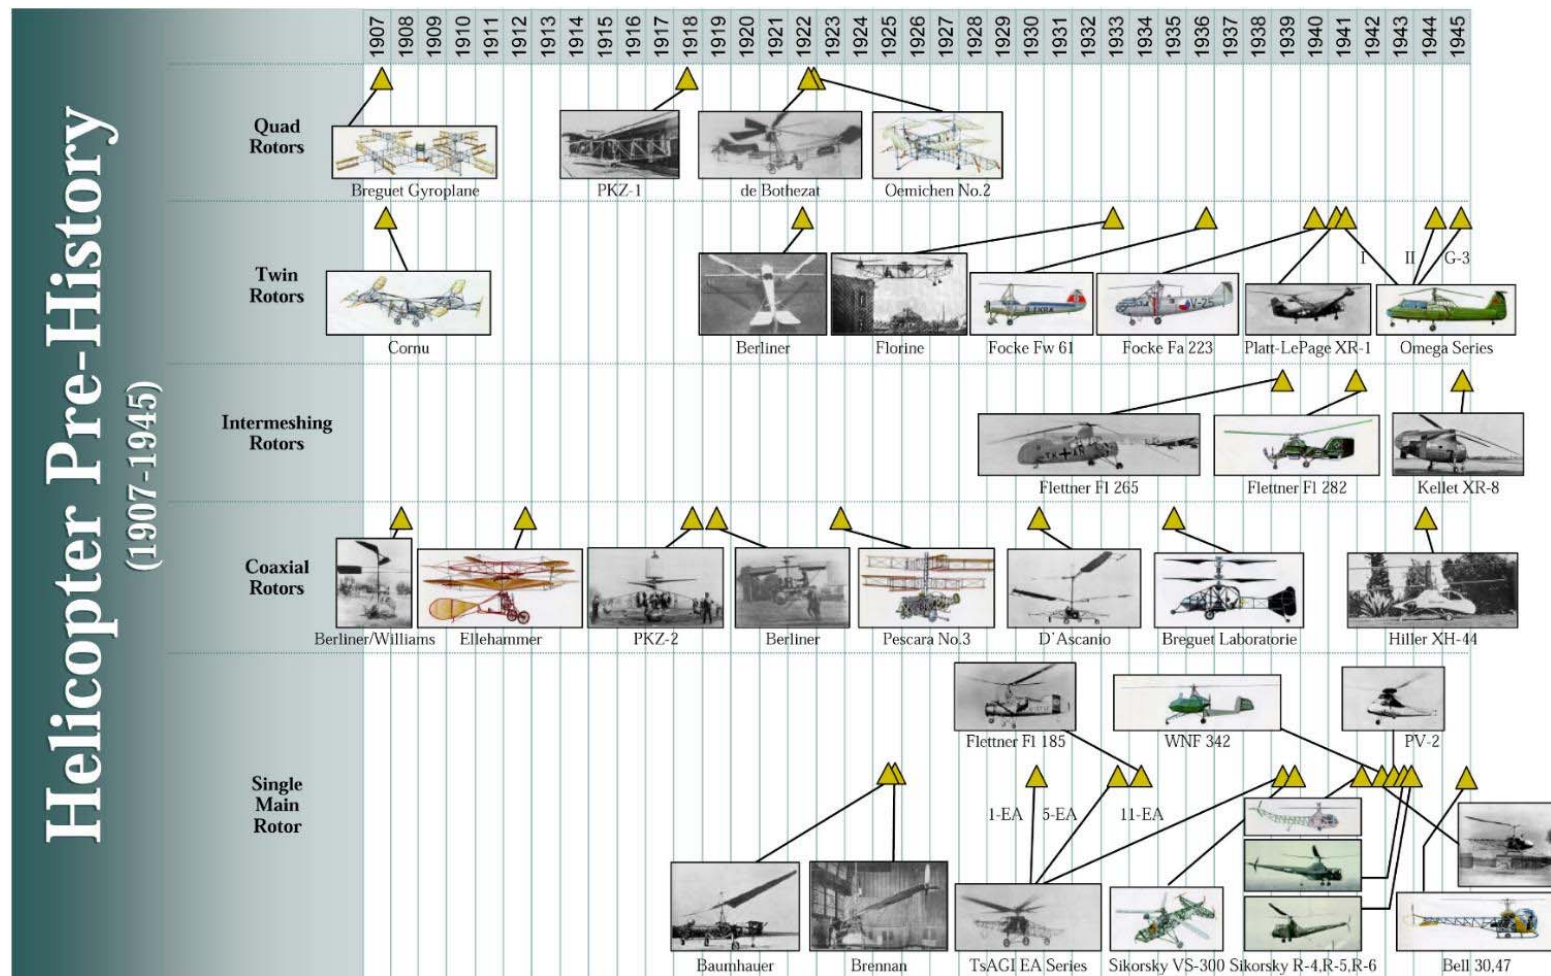 Helicopter Pre-History
(1907-1945)
1907 1908 1909 1910 1911 1912 1913 1914 1915 1916 1917 1918 1919 1920 1921 1922 1923 1924 1925 1926 1927 1928 1929 1930 1931 1932 1933 1934 1935 1936 1937 1938 1939 1940 1941 1942 1943 1944 1945
Quad
Rotors
Breguet Gyroplane
PKZ-1
de Bothezat
Oemichen No.2
Twin
Rotors
I
II
G-3
V-25
Cornu
Berliner
Florine
Focke Fw 61
Focke Fa 223
Platt-LePage XR-1
Omega Series
Intermeshing
Rotors
TK+AR
Flettner Fl 265
Flettner Fl 282
Kellet XR-8
Coaxial
Rotors
Berliner/Williams
Ellehammer
PKZ-2
Berliner
Pescara No.3
D'Ascanio
Breguet Laboratorie
Hiller XH-44
Flettner Fl 185
WNF 342
PV-2
Single
Main
Rotor
1-EA
5-EA
11-EA
Baumhauer
Brennan
TsAGI EA Series
Sikorsky VS-300
Sikorsky R-4,R-5,R-6
Bell 30,47